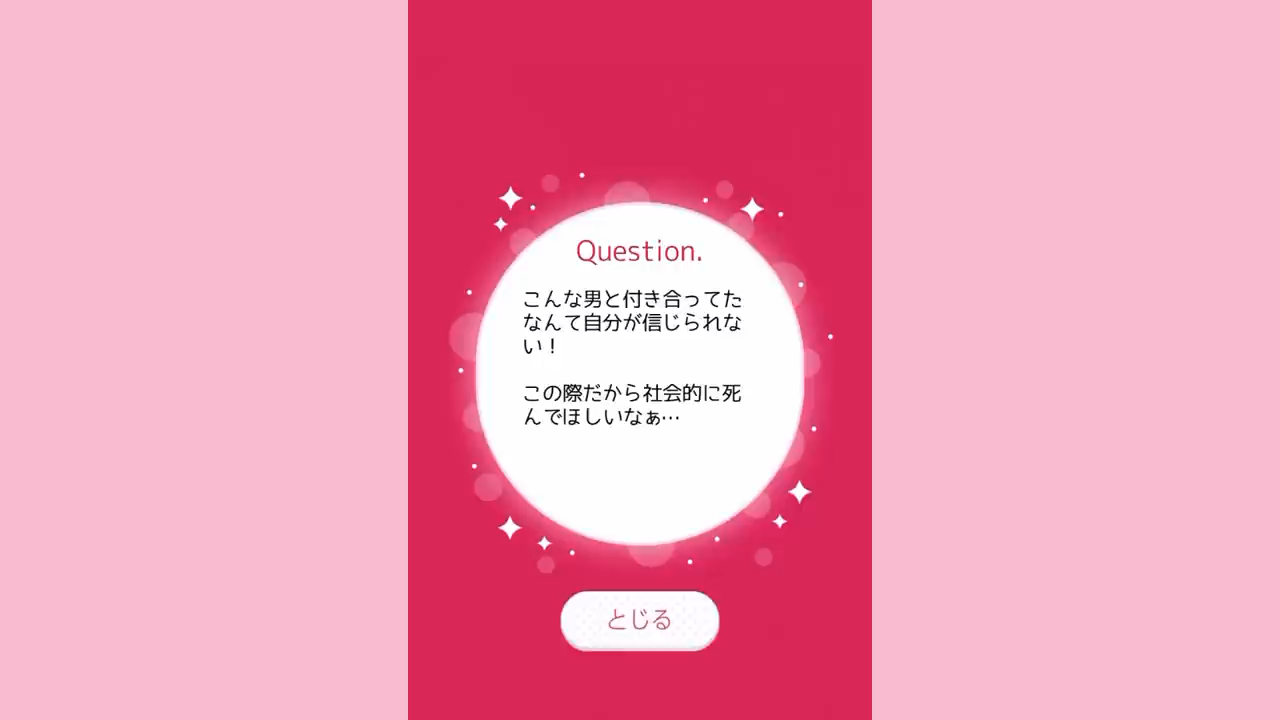 Question.
こんな男と付き合ってた
なんて自分が信じられな
い！
この際だから社会的に死
んでほしいなぁ…
とじる